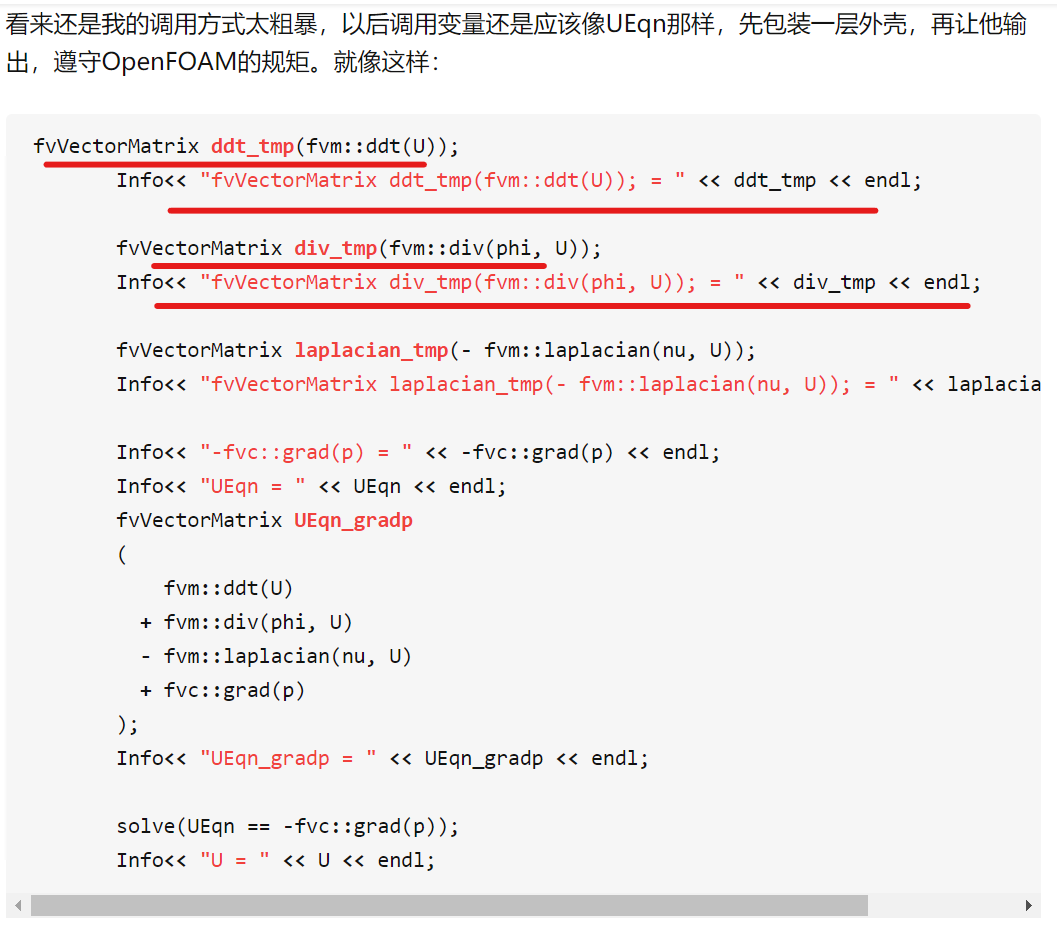 看来还是我的调用方式太粗暴，以后调用变量还是应该像UEqn那样，先包装一层外壳，再让他输
出，遵守OpenFOAM的规矩。就像这样：
fvVectorMatrix ddt_tmp(fvm::ddt(U));
Info<< "fvVectorMatrix ddt_tmp(fvm::ddt(U)); = " << ddt_tmp << endl;
fvVectorMatrix div_tmp(fvm::div(phi, U));
Info<< "fvVectorMatrix div_tmp(fvm::div(phi, U)); = " << div_tmp << endl;
fvVectorMatrix laplacian_tmp(- fvm::laplacian(nu, U));
Info<< "fvVectorMatrix laplacian_tmp(- fvm::laplacian(nu, U)); = " << laplacia
Info<< "-fvc::grad(p) = " << -fvc::grad(p) << endl;
Info<< "UEqn = " << UEqn << endl;
fvVectorMatrix UEqn_gradp
(
fvm::ddt(U)
+ fvm::div(phi, U)
- fvm::laplacian(nu, U)
+ fvc::grad(p)
);
Info<< "UEqn_gradp = " << UEqn_gradp << endl;
solve(UEqn == -fvc::grad(p));
Info<< "U = " << U << endl;